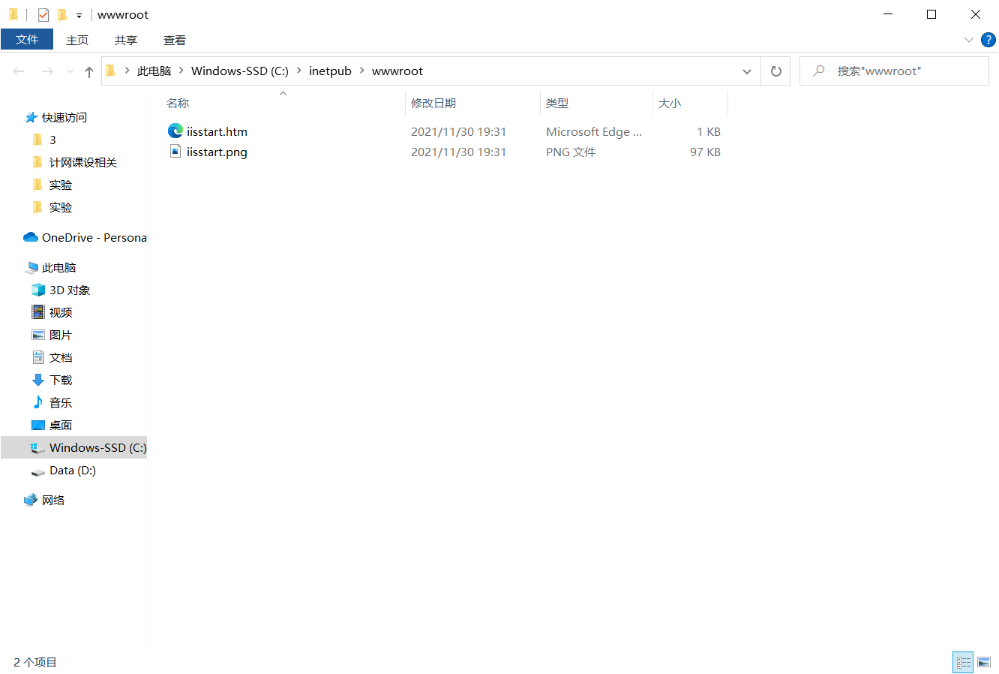 wwwroot
文件 主页 共享 查看
此电脑 Windows-SSD (C:) inetpub wwwroot
搜索"wwwroot"
名称 修改日期 类型 大小
iisstart.htm 2021/11/30 19:31 Microsoft Edge ... 1 KB
iisstart.png 2021/11/30 19:31 PNG 文件 97 KB
快速访问
3
计网课设相关
实验
实验
OneDrive - Persona
此电脑
3D 对象
视频
图片
文档
下载
音乐
桌面
Windows-SSD (C:)
Data (D:)
网络
2 个项目